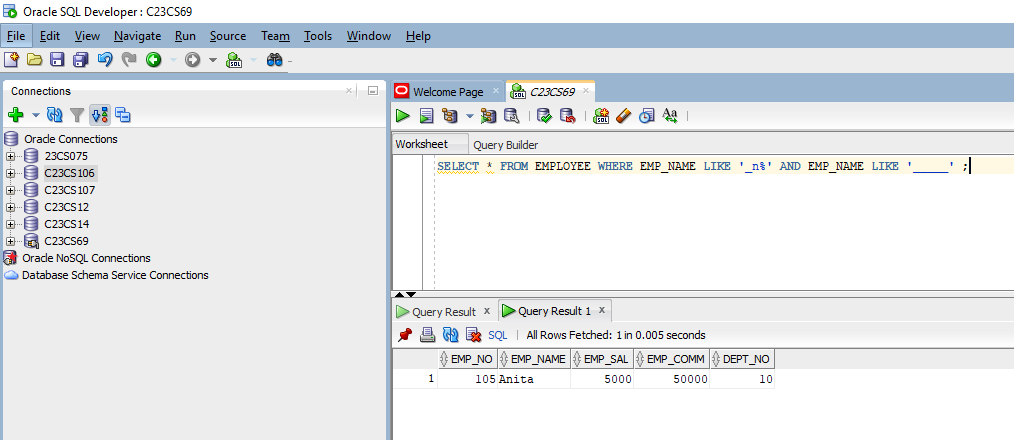 Oracle SQL Developer : C23CS69
File Edit View Navigate Run Source Team Tools Window Help
Connections
Oracle Connections
23CS075
C23CS106
C23CS107
C23CS12
C23CS14
C23CS69
Oracle NoSQL Connections
Database Schema Service Connections
Welcome Page C23CS69
Worksheet Query Builder
SELECT * FROM EMPLOYEE WHERE EMP_NAME LIKE '_n%' AND EMP_NAME LIKE '_____' ;
Query Result Query Result 1
SQL | All Rows Fetched: 1 in 0.005 seconds
EMP_NO EMP_NAME EMP_SAL EMP_COMM DEPT_NO
1 105 Anita 5000 50000 10